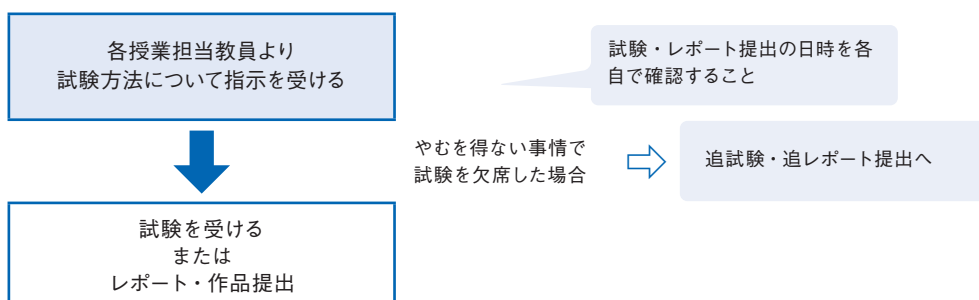 各授業担当教員より
試験方法について指示を受ける
試験・レポート提出の日時を各
自で確認すること
やむを得ない事情で
試験を欠席した場合
追試験・追レポート提出へ
試験を受ける
または
レポート・作品提出